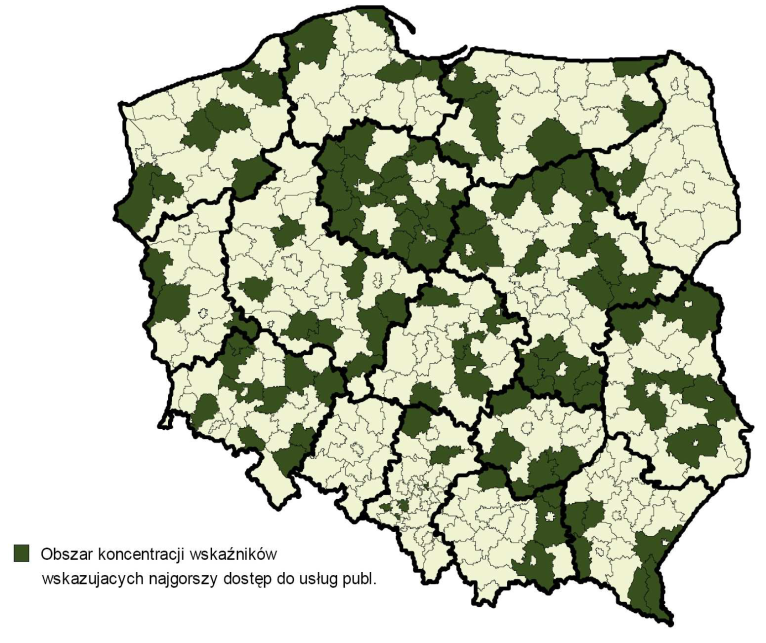 Obszar koncentracji wskaźników
wskazujacych najgorszy dostęp do usług publ.